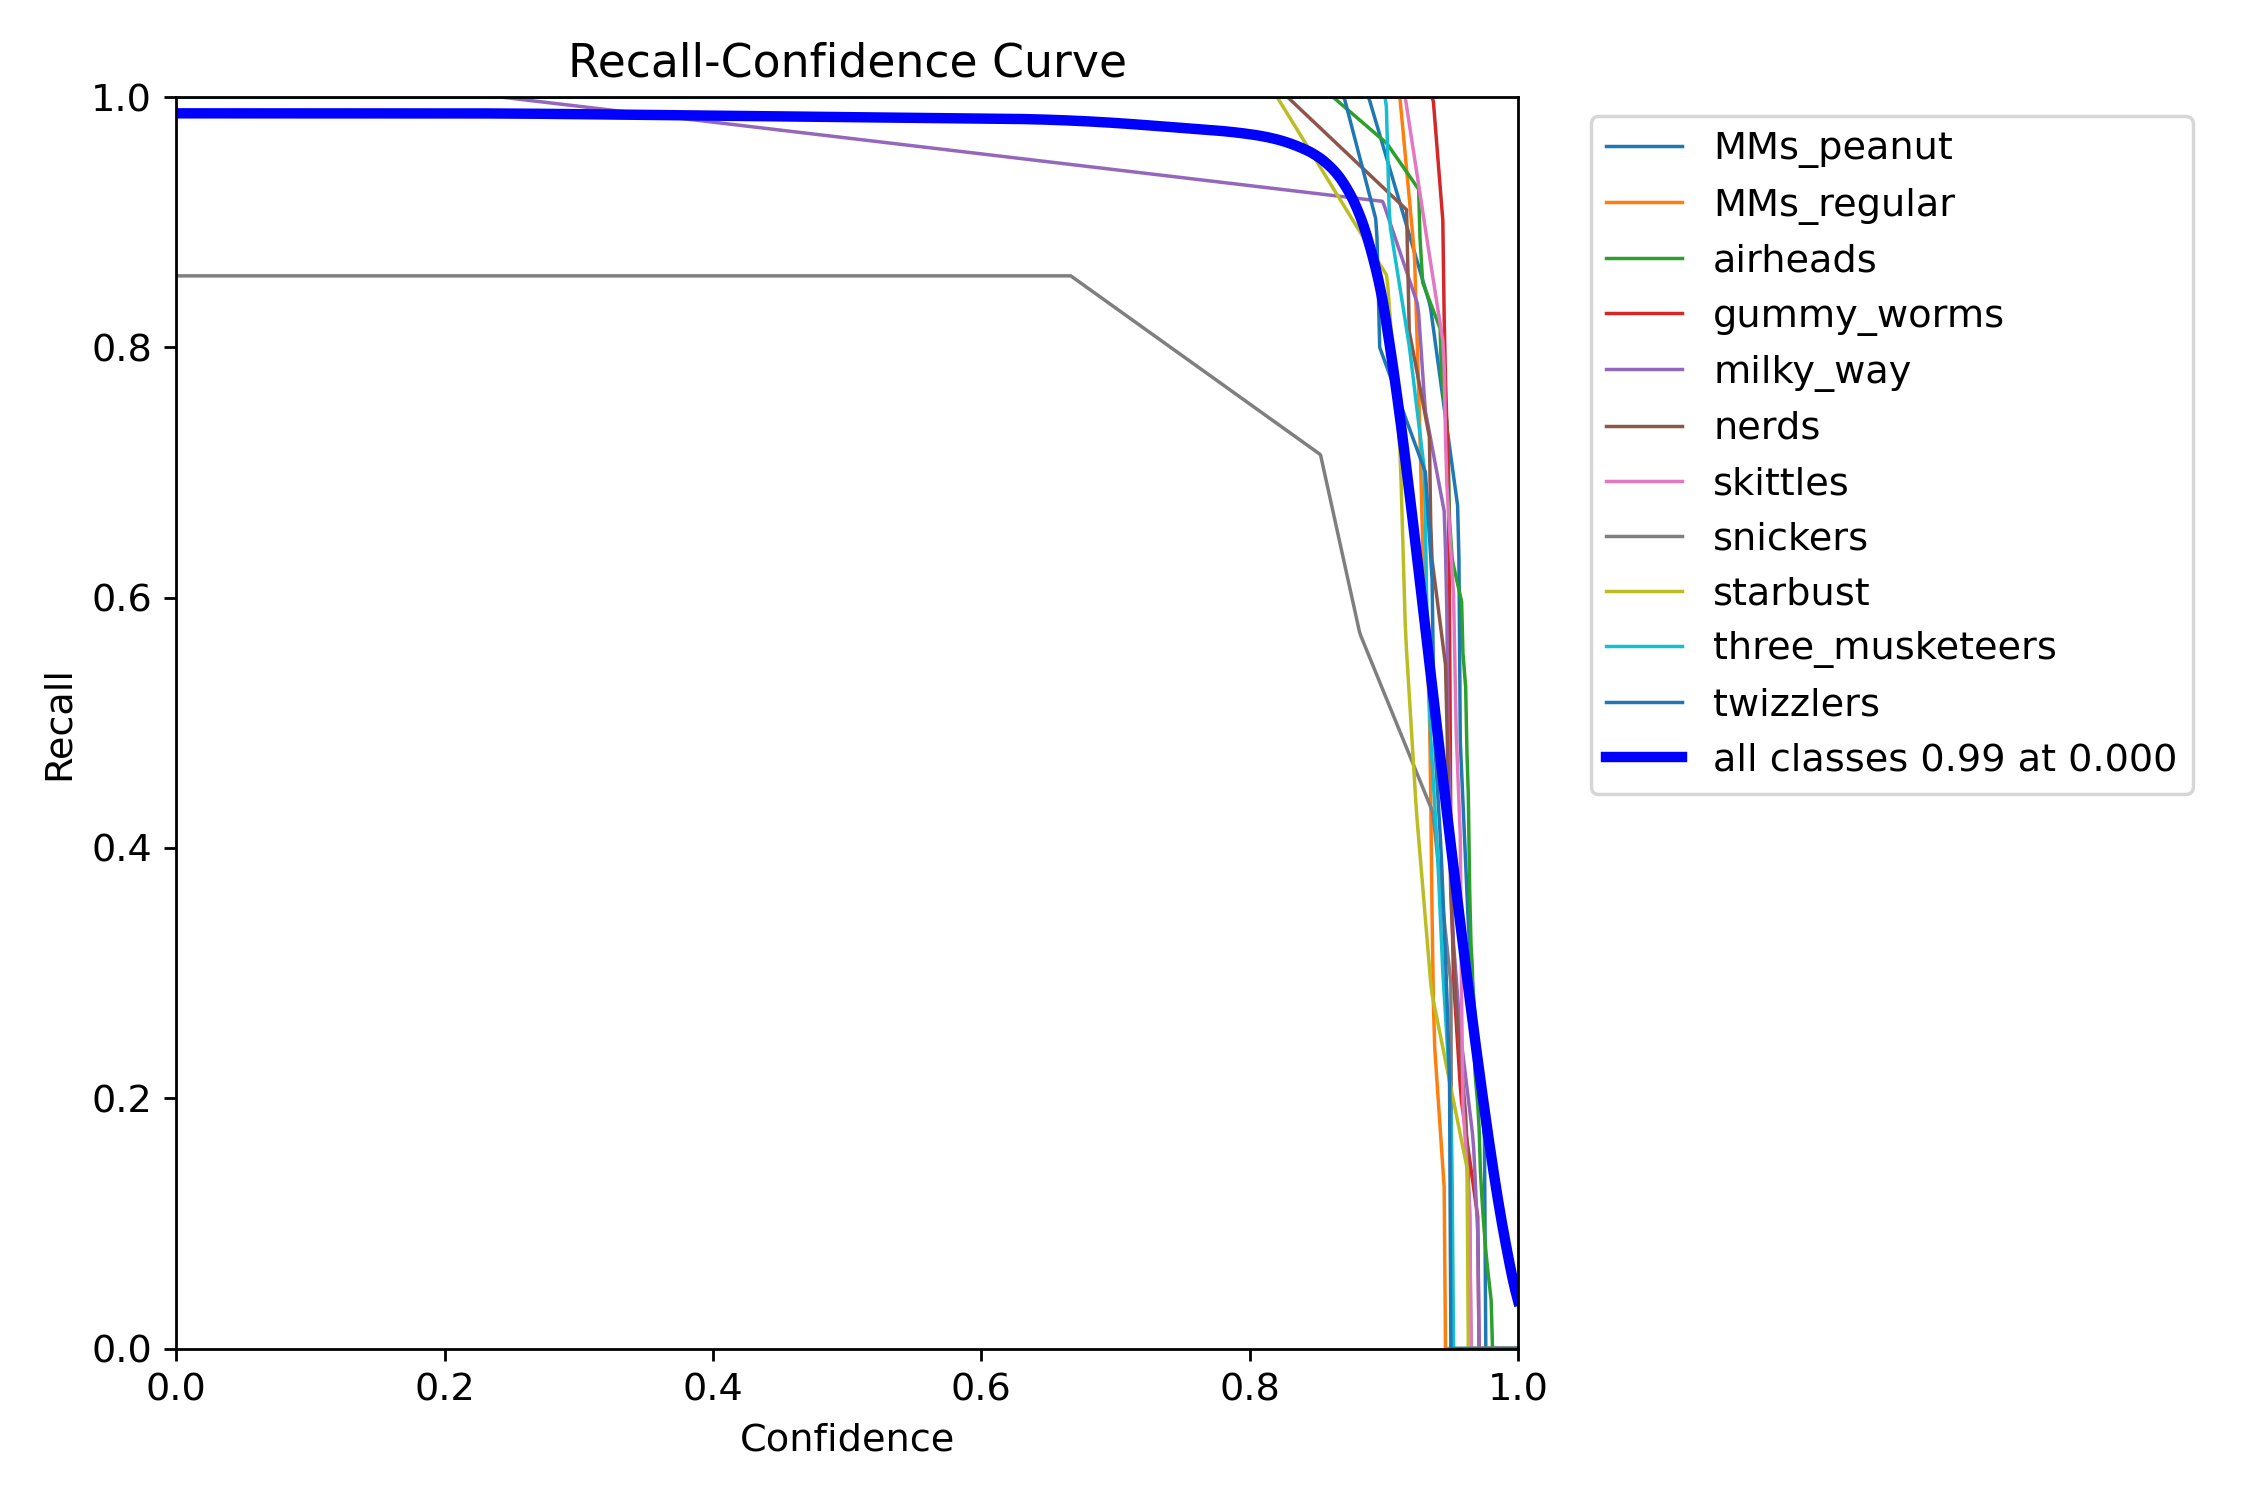 Recall-Confidence Curve
1.0
0.8
0.6
0.4
0.2
0.0
Recall
0.0 0.2 0.4 0.6 0.8 1.0
Confidence
MMs_peanut
MMs_regular
airheads
gummy_worms
milky_way
nerds
skittles
snickers
starbust
three_musketeers
twizzlers
all classes 0.99 at 0.000